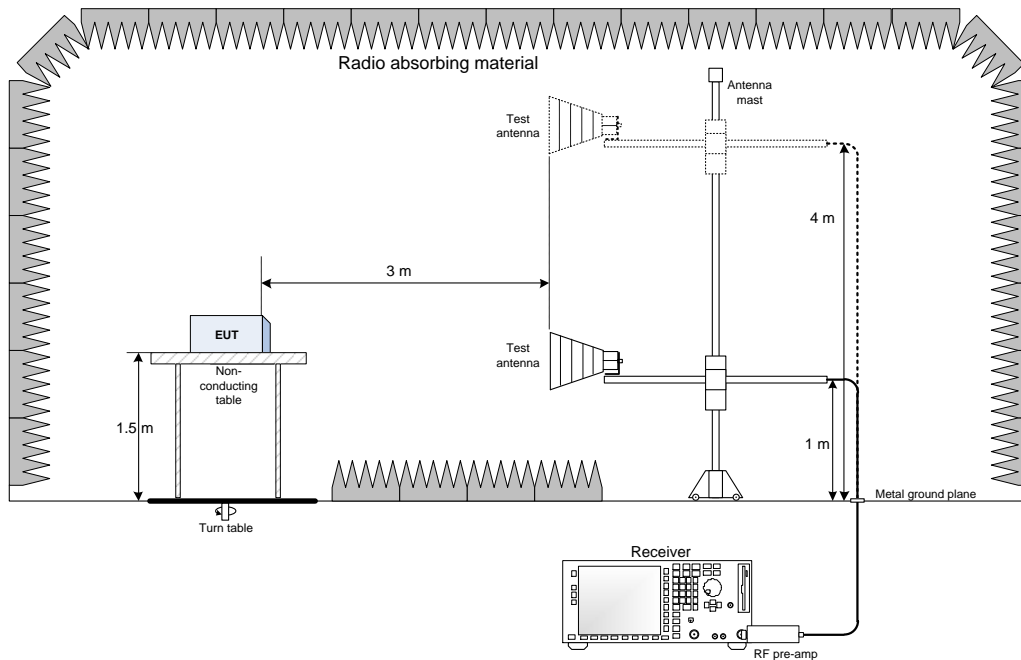 Radio absorbing material
Antenna
mast
Test
antenna
4 m
3 m
EUT
Test
antenna
Non-
conducting
table
1.5 m
1 m
Metal ground plane
Turn table
Receiver
RF pre-amp